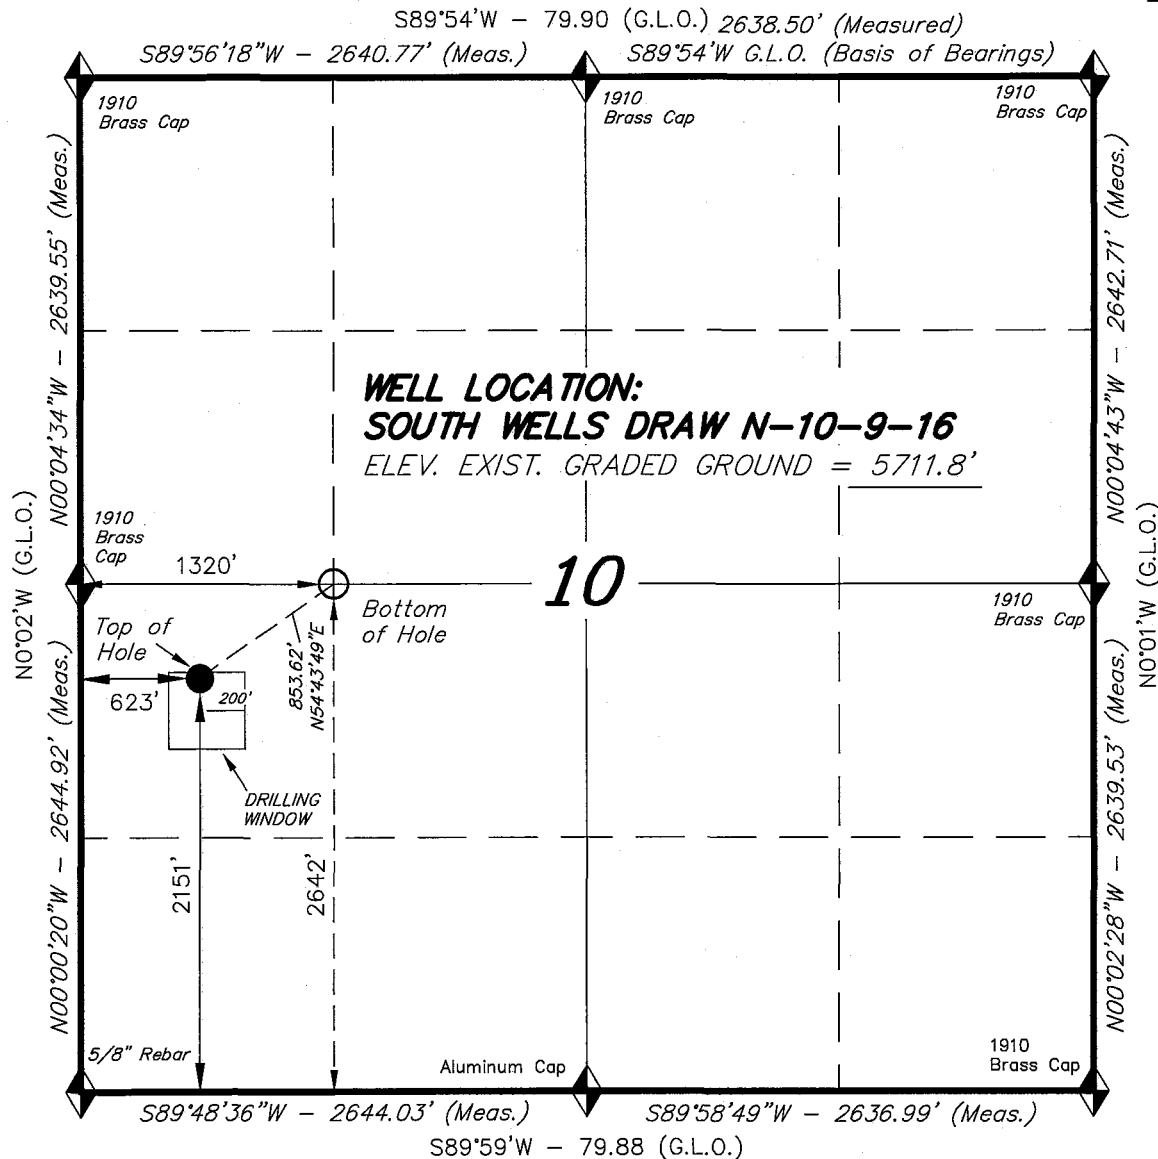 S89°54'W – 79.90 (G.L.O.) 2638.50' (Measured)
S89°56'18"W – 2640.77' (Meas.)
S89°54'W G.L.O. (Basis of Bearings)
1910
Brass Cap
1910
Brass Cap
1910
Brass Cap
N00°04'34"W – 2639.55' (Meas.)
N00°04'43"W – 2642.71' (Meas.)
WELL LOCATION:
SOUTH WELLS DRAW N–10–9–16
ELEV. EXIST. GRADED GROUND = 5711.8'
N0°02'W (G.L.O.)
N0°01'W (G.L.O.)
1910
Brass
Cap
1320'
10
Bottom
of Hole
1910
Brass Cap
Top of
Hole
853.62'
N54°43'49"E
623'
200'
DRILLING
WINDOW
N00°00'20"W – 2644.92' (Meas.)
2151'
2642'
N00°02'28"W – 2639.53' (Meas.)
5/8" Rebar
Aluminum Cap
1910
Brass Cap
S89°48'36"W – 2644.03' (Meas.)
S89°58'49"W – 2636.99' (Meas.)
S89°59'W – 79.88 (G.L.O.)